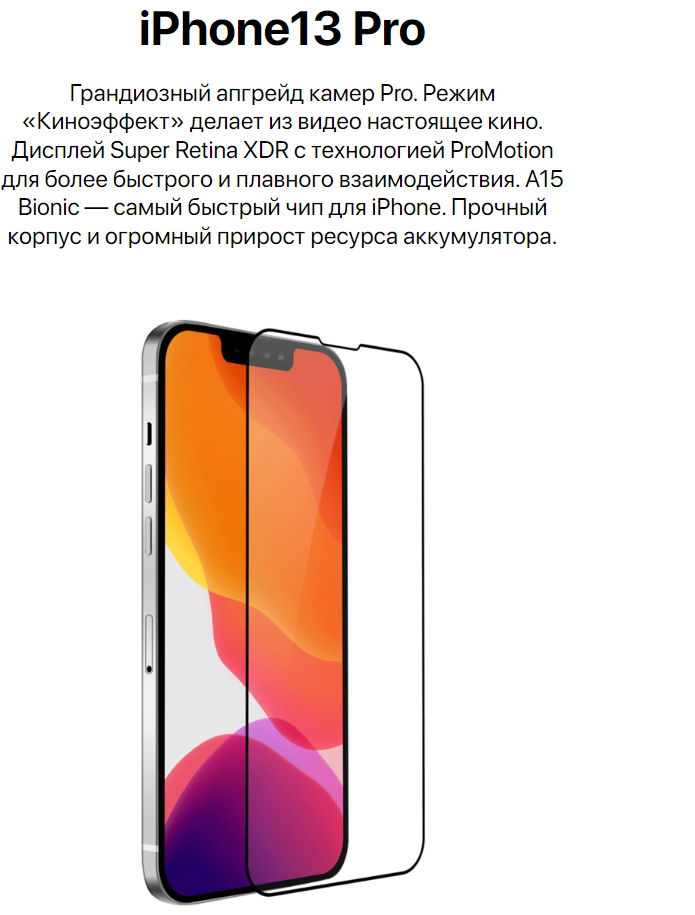 iPhone13 Pro
Грандиозный апгрейд камер Pro. Режим
«Киноэффект» делает из видео настоящее кино.
Дисплей Super Retina XDR с технологией ProMotion
для более быстрого и плавного взаимодействия. A15
Bionic — самый быстрый чип для iPhone. Прочный
корпус и огромный прирост ресурса аккумулятора.